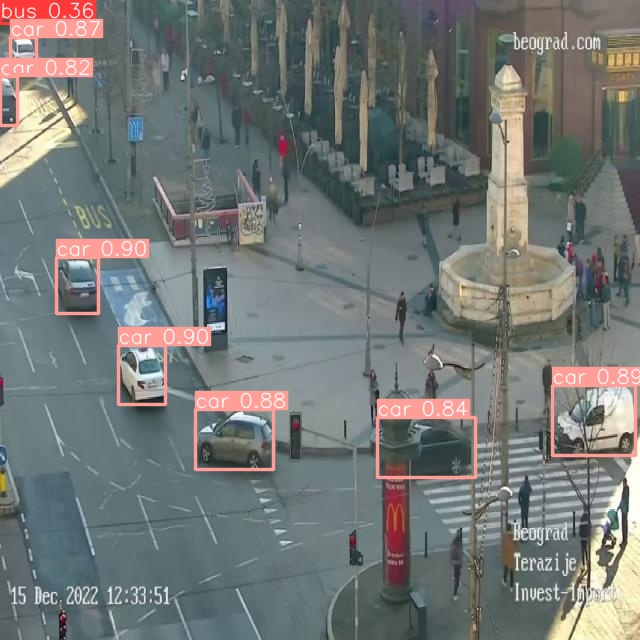 bus 0.36
car 0.87
car 0.82
beograd.com
BUS
car 0.90
car 0.90
car 0.88
car 0.84
car 0.89
Beograd
Terazije
Invest-Import
15 Dec.2022 12:33:51